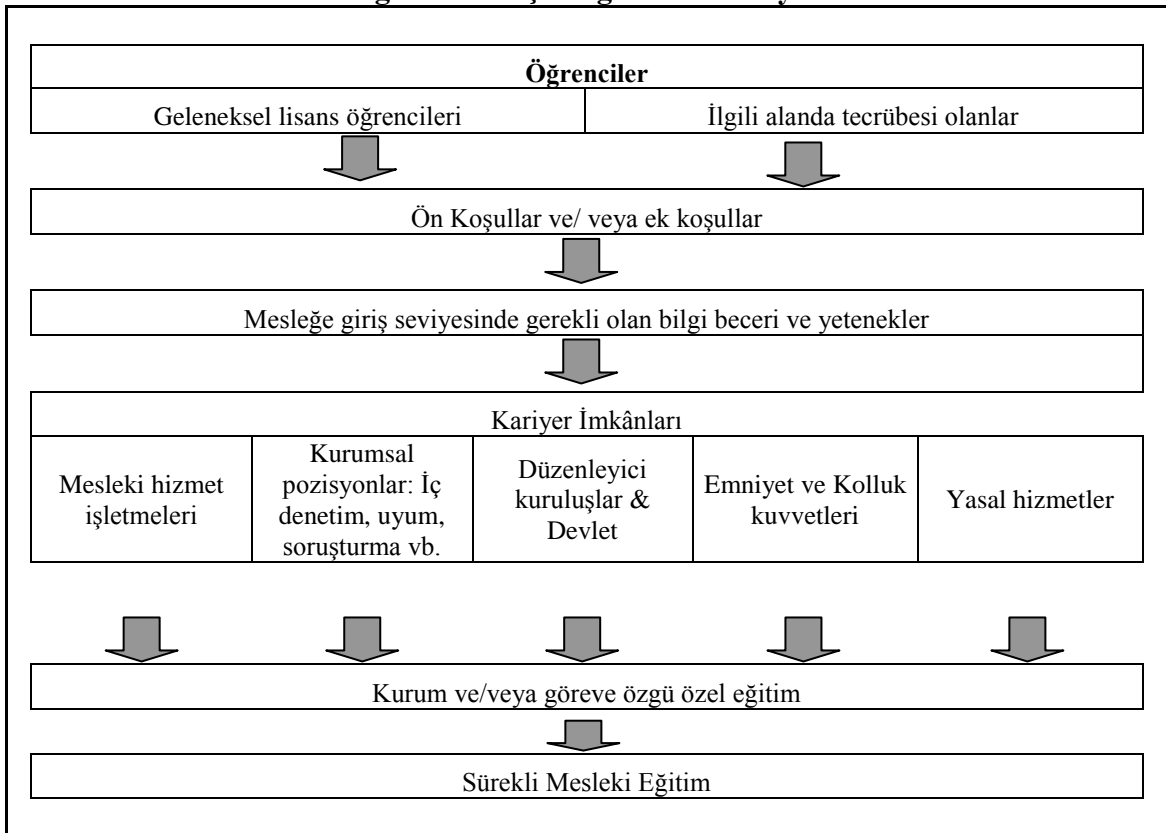 Öğrenciler
Geleneksel lisans öğrencileri
İlgili alanda tecrübesi olanlar
Ön Koşullar ve/ veya ek koşullar
Mesleğe giriş seviyesinde gerekli olan bilgi beceri ve yetenekler
Kariyer İmkânları
Mesleki hizmet
işletmeleri
Kurumsal
pozisyonlar: İç
denetim, uyum,
soruşturma vb.
Düzenleyici
kuruluşlar &
Devlet
Emniyet ve Kolluk
kuvvetleri
Yasal hizmetler
Kurum ve/veya göreve özgü özel eğitim
Sürekli Mesleki Eğitim